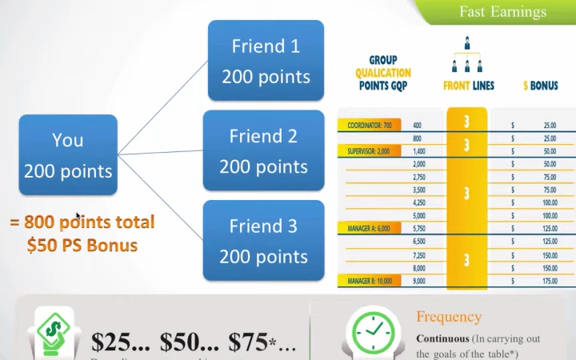 Fast Earnings
Friend 1
200 points
You
200 points
Friend 2
200 points
Friend 3
200 points
= 800 points total
$50 PS Bonus
GROUP
QUALICATION
POINTS GQP
FRONT LINES
$ BONUS
COORDINATOR: 700 400 3 $ 25.00
800 $ 25.00
SUPERVISOR: 2,000 1,400 3 $ 50.00
2,000 $ 50.00
2,750 $ 75.00
3,500 3 $ 75.00
4,250 $ 100.00
5,000 $ 100.00
MANAGER A: 6,000 5,750 $ 125.00
6,500 $ 125.00
7,250 3 $ 150.00
8,000 $ 150.00
MANAGER B: 10,000 9,000 $ 175.00
$25... $50... $75*...
Frequency
Continuous (In carrying out
the goals of the table*)